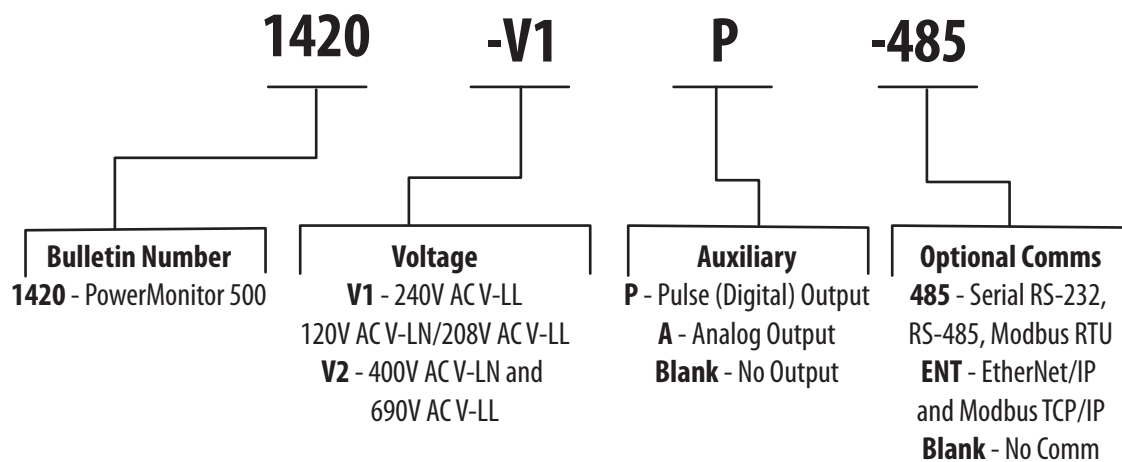 1420 -V1 P -485
Bulletin Number
1420 - PowerMonitor 500
Voltage
V1 - 240V AC V-LL
120V AC V-LN/208V AC V-LL
V2 - 400V AC V-LN and
690V AC V-LL
Auxiliary
P - Pulse (Digital) Output
A - Analog Output
Blank - No Output
Optional Comms
485 - Serial RS-232,
RS-485, Modbus RTU
ENT - EtherNet/IP
and Modbus TCP/IP
Blank - No Comm